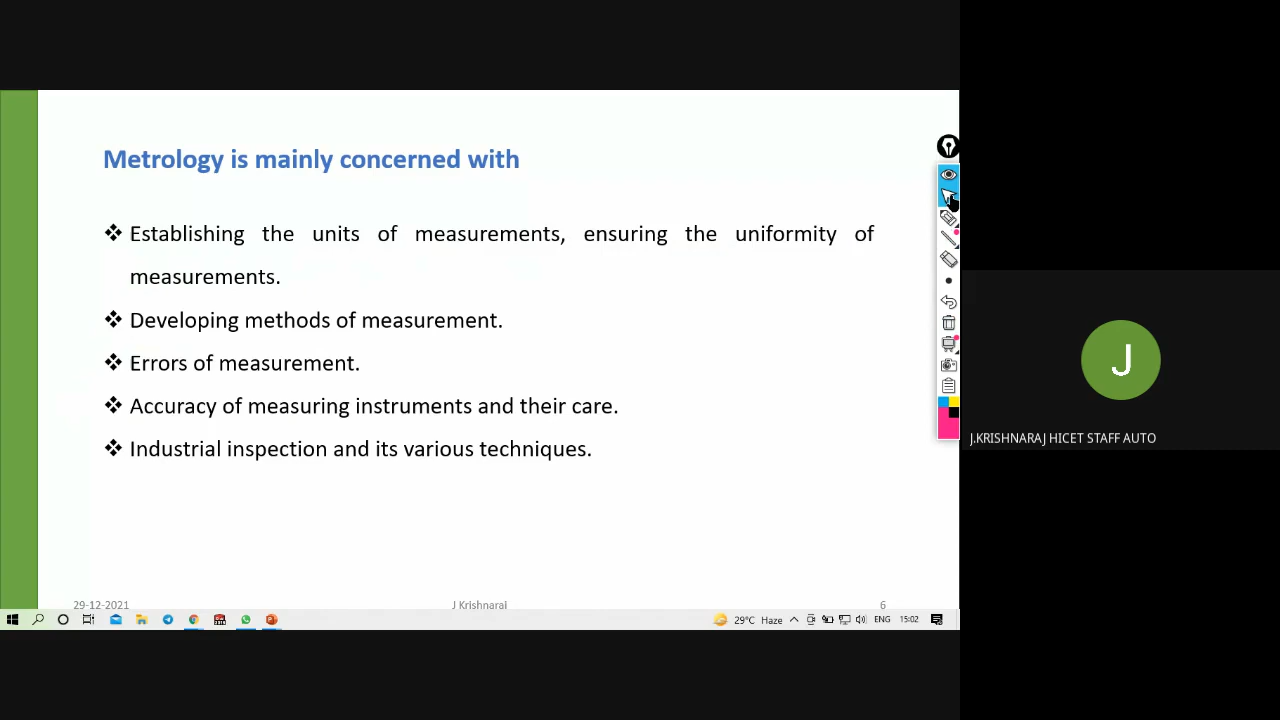 Metrology is mainly concerned with
❖ Establishing the units of measurements, ensuring the uniformity of
measurements.
❖ Developing methods of measurement.
❖ Errors of measurement.
❖ Accuracy of measuring instruments and their care.
❖ Industrial inspection and its various techniques.
29-12-2021
J Krishnaraj
6
29°C Haze
ENG
15:02
J
J.KRISHNARAJ HICET STAFF AUTO